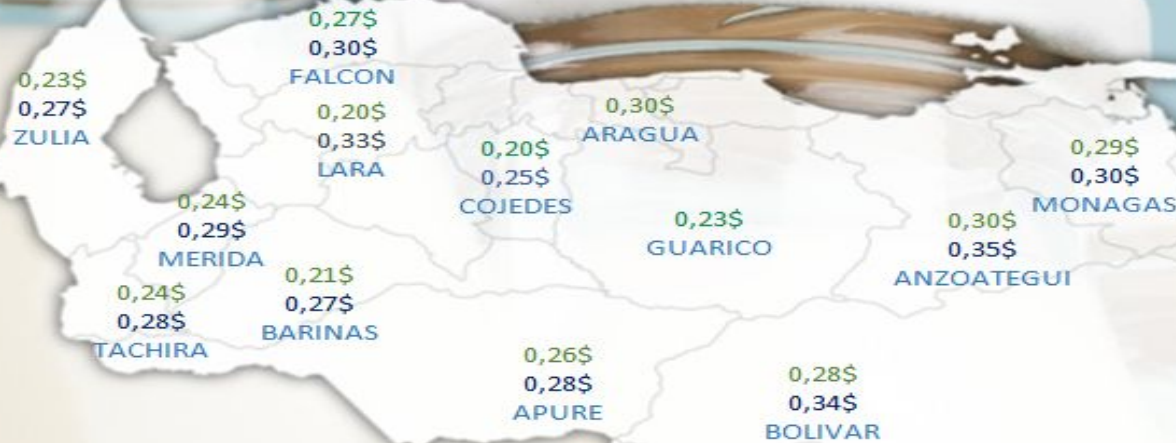 0,27$
0,30$
FALCON
0,23$
0,27$
ZULIA
0,20$
0,33$
LARA
0,30$
ARAGUA
0,20$
0,25$
COJEDES
0,29$
0,30$
MONAGAS
0,24$
0,29$
MERIDA
0,23$
GUARICO
0,30$
0,35$
ANZOATEGUI
0,24$
0,28$
TACHIRA
0,21$
0,27$
BARINAS
0,26$
0,28$
APURE
0,28$
0,34$
BOLIVAR